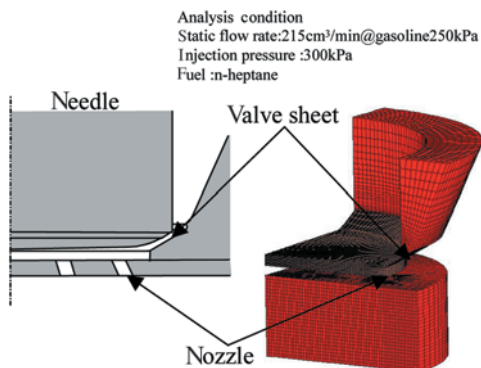 Analysis condition
Static flow rate:215cm³/min@gasoline250kPa
Injection pressure :300kPa
Fuel :n-heptane
Needle
Valve sheet
Nozzle